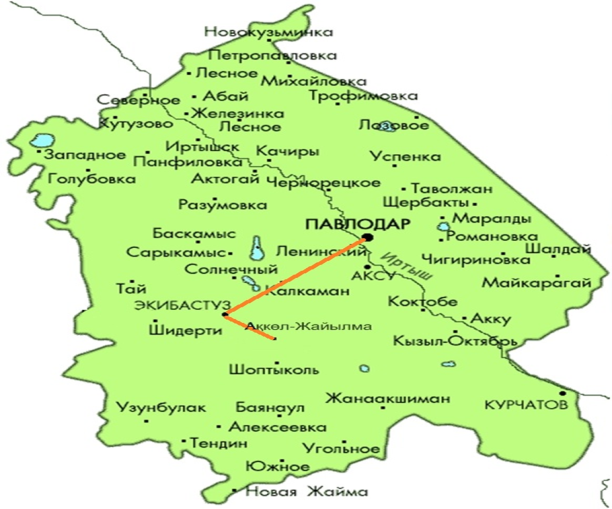 Новокузьминка
Петропавловка
Лесное
Михайловка
Северное
Абай
Трофимовка
Кутузово
Железинка
Лесное
Лозовое
Западное
Иртышск
Качиры
Панфиловка
Успенка
Голубовка
Актогай
Чернорецкое
Таволжан
Разумовка
Щербакты
ПАВЛОДАР
Маралды
Баскамыс
Романовка
Сарыкамыс
Ленинский
Иртыш
Чигириновка
Шалдай
Солнечный
АКСУ
Майкарагай
Тай
Калкаман
ЭКИБАСТУЗ
Коктобе
Шидерти
Ақкөл-Жайылма
Акку
Кызыл-Октябрь
Шоптыколь
Узунбулак
Баянаул
Жанаакшиман
КУРЧАТОВ
Алексеевка
Тендин
Угольное
Южное
Новая Жайма